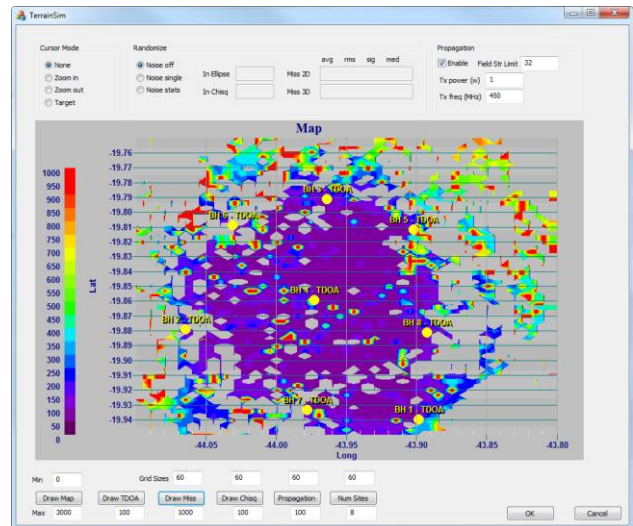 TerrainSim
Cursor Mode
None
Zoom in
Zoom out
Target
Randomize
Noise off
Noise single
Noise stats
In Ellipse
In Chisq
avg rms sig med
Miss 2D
Miss 3D
Propagation
Enable Field Str Limit 32
Tx power (w) 1
Tx freq (MHz) 450
Map
1000
950
900
850
800
750
700
650
600
550
500
450
400
350
300
250
200
150
100
50
0
Lat
-19.76
-19.78
-19.79
-19.80
-19.81
-19.82
-19.83
-19.84
-19.85
-19.86
-19.88
-19.89
-19.90
-19.91
-19.92
-19.93
-19.94
BH 3 - TDOA
BH 6 - TDOA
BH 5 - TDOA
BH 4 - TDOA
BH 2 - TDOA
BH 8 - TDOA
BH 7 - TDOA
BH 1 - TDOA
-44.05 -44.00 -43.95 -43.90 -43.85 -43.80
Long
Min 0 Grid Sizes 60 60 60 60
Draw Map Draw TDOA Draw Miss Draw Chisq Propagation Num Sites
Max 3000 100 1000 100 100 8
OK Cancel